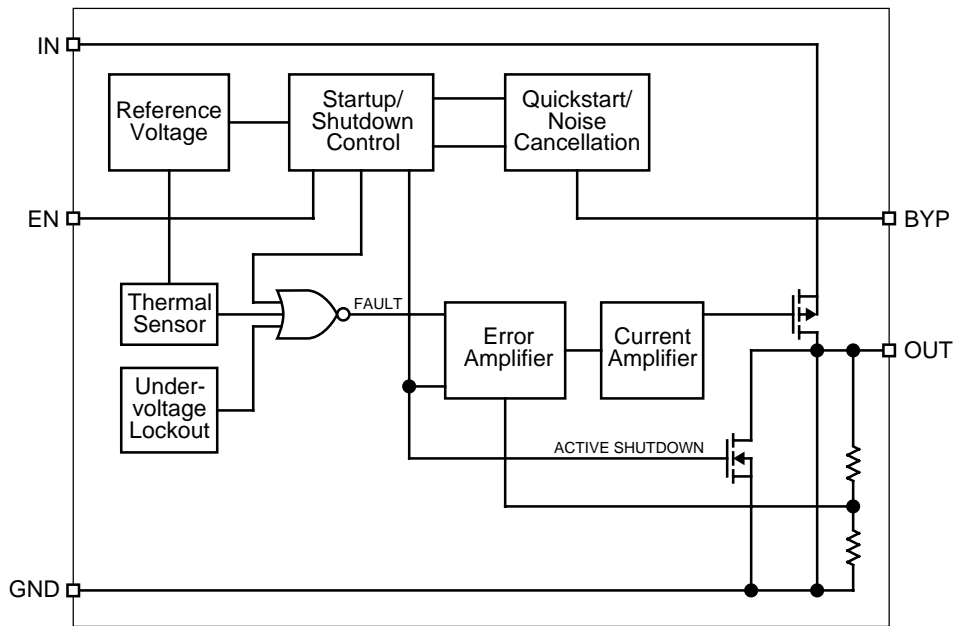 IN
Reference
Voltage
Startup/
Shutdown
Control
Quickstart/
Noise
Cancellation
EN
BYP
Thermal
Sensor
FAULT
Error
Amplifier
Current
Amplifier
OUT
Under-
voltage
Lockout
ACTIVE SHUTDOWN
GND